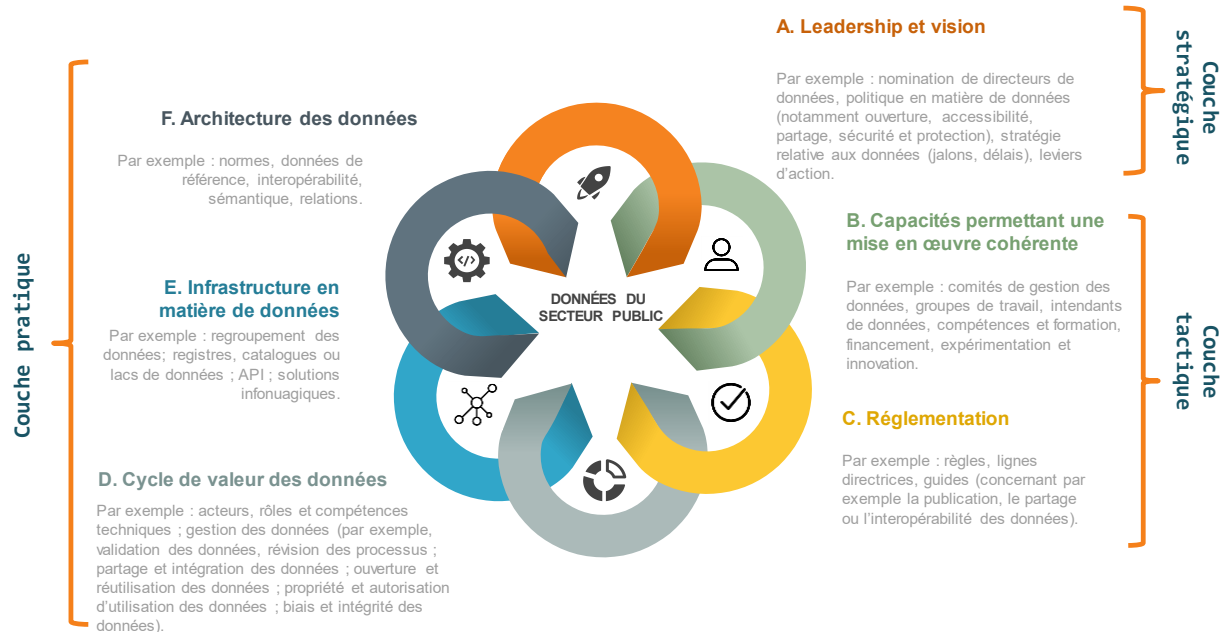 A. Leadership et vision
Par exemple : nomination de directeurs de
données, politique en matière de données
(notamment ouverture, accessibilité,
partage, sécurité et protection), stratégie
relative aux données (jalons, délais), leviers
d'action.
Couche
stratégique
B. Capacités permettant une
mise en œuvre cohérente
Par exemple : comités de gestion des
données, groupes de travail, intendants
de données, compétences et formation,
financement, expérimentation et
innovation.
C. Réglementation
Par exemple : règles, lignes
directrices, guides (concernant par
exemple la publication, le partage
ou l'interopérabilité des données).
Couche
tactique
DONNÉES DU
SECTEUR PUBLIC
F. Architecture des données
Par exemple : normes, données de
référence, interopérabilité,
sémantique, relations.
E. Infrastructure en
matière de données
Par exemple : regroupement des
données; registres, catalogues ou
lacs de données ; API ; solutions
infonuagiques.
D. Cycle de valeur des données
Par exemple : acteurs, rôles et compétences
techniques ; gestion des données (par exemple,
validation des données, révision des processus ;
partage et intégration des données ; ouverture et
réutilisation des données ; propriété et autorisation
d'utilisation des données ; biais et intégrité des
données).
Couche pratique